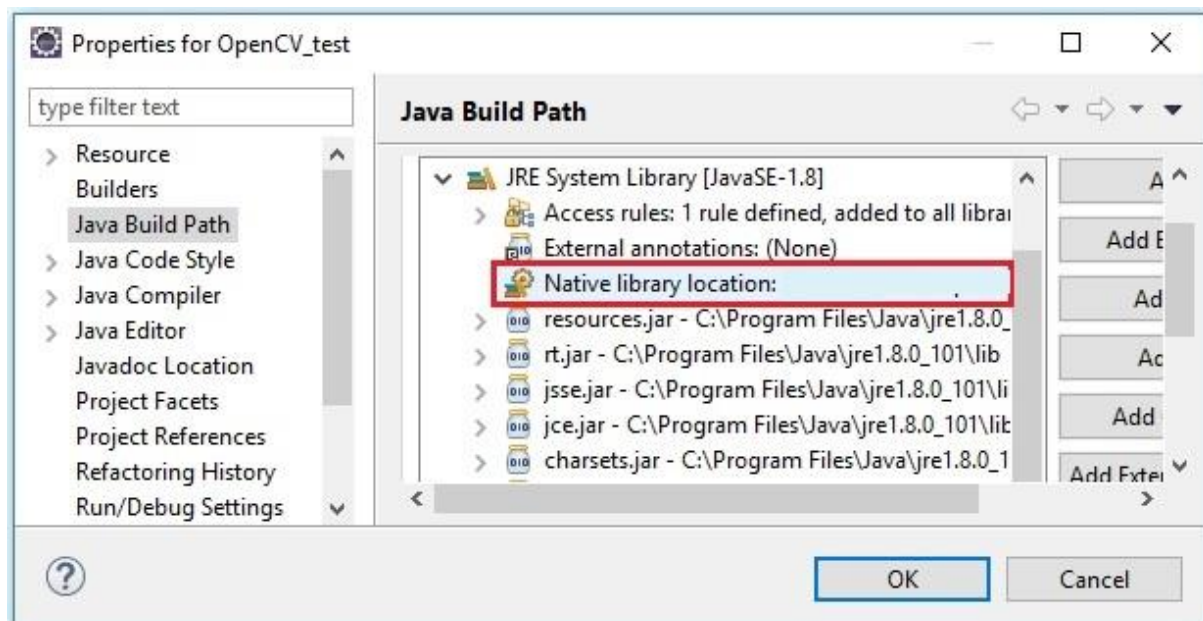 Properties for OpenCV_test
type filter text
Resource
Builders
Java Build Path
Java Code Style
Java Compiler
Java Editor
Javadoc Location
Project Facets
Project References
Refactoring History
Run/Debug Settings
Java Build Path
JRE System Library [JavaSE-1.8]
Access rules: 1 rule defined, added to all librar
External annotations: (None)
Native library location:
resources.jar - C:\Program Files\Java\jre1.8.0_
rt.jar - C:\Program Files\Java\jre1.8.0_101\lib
jsse.jar - C:\Program Files\Java\jre1.8.0_101\li
jce.jar - C:\Program Files\Java\jre1.8.0_101\lib
charsets.jar - C:\Program Files\Java\jre1.8.0_1
A
Add E
Ad
Ac
Add
Add Exter
OK
Cancel